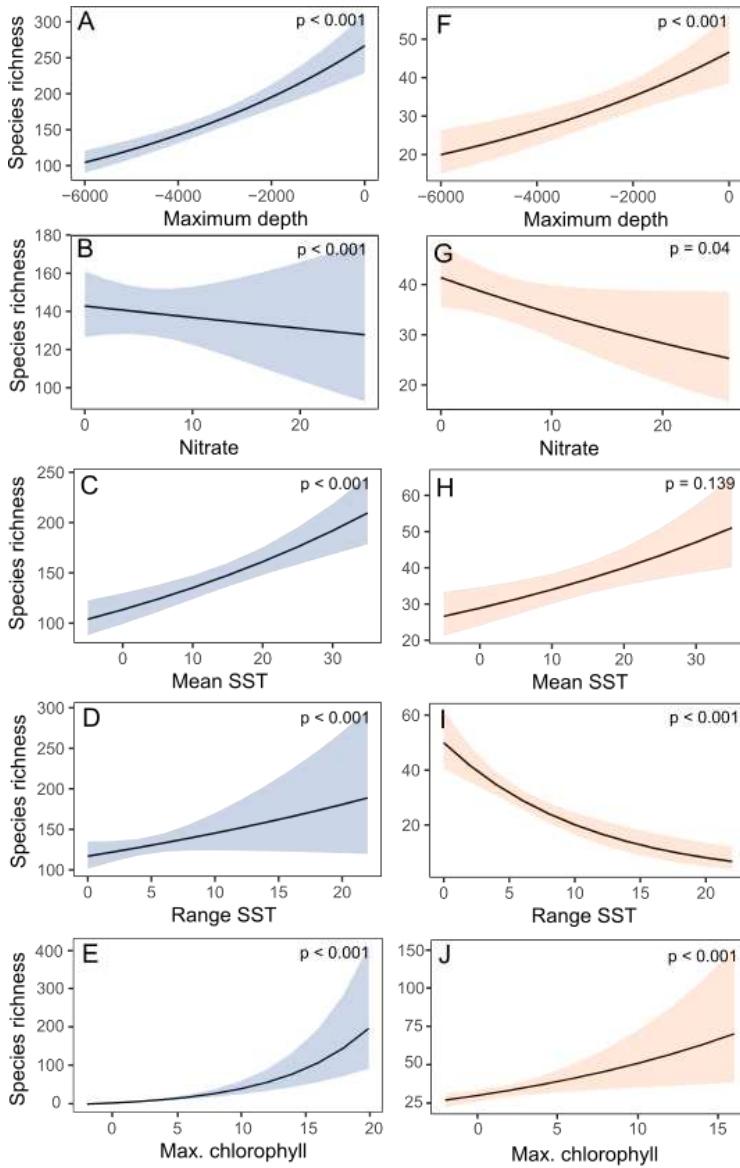 A
p < 0.001
Species richness
300
250
200
150
100
−6000 −4000 −2000 0
Maximum depth
F
p < 0.001
50
40
30
20
−6000 −4000 −2000 0
Maximum depth
B
p < 0.001
Species richness
180
160
140
120
100
0 10 20
Nitrate
G
p = 0.04
40
30
20
0 10 20
Nitrate
C
p < 0.001
Species richness
250
200
150
100
0 10 20 30
Mean SST
H
p = 0.139
60
50
40
30
20
0 10 20 30
Mean SST
D
p < 0.001
Species richness
300
250
200
150
100
0 5 10 15 20
Range SST
I
p < 0.001
60
40
20
0 5 10 15 20
Range SST
E
p < 0.001
Species richness
400
300
200
100
0
0 5 10 15 20
Max. chlorophyll
J
p < 0.001
150
100
75
50
25
0 5 10 15
Max. chlorophyll